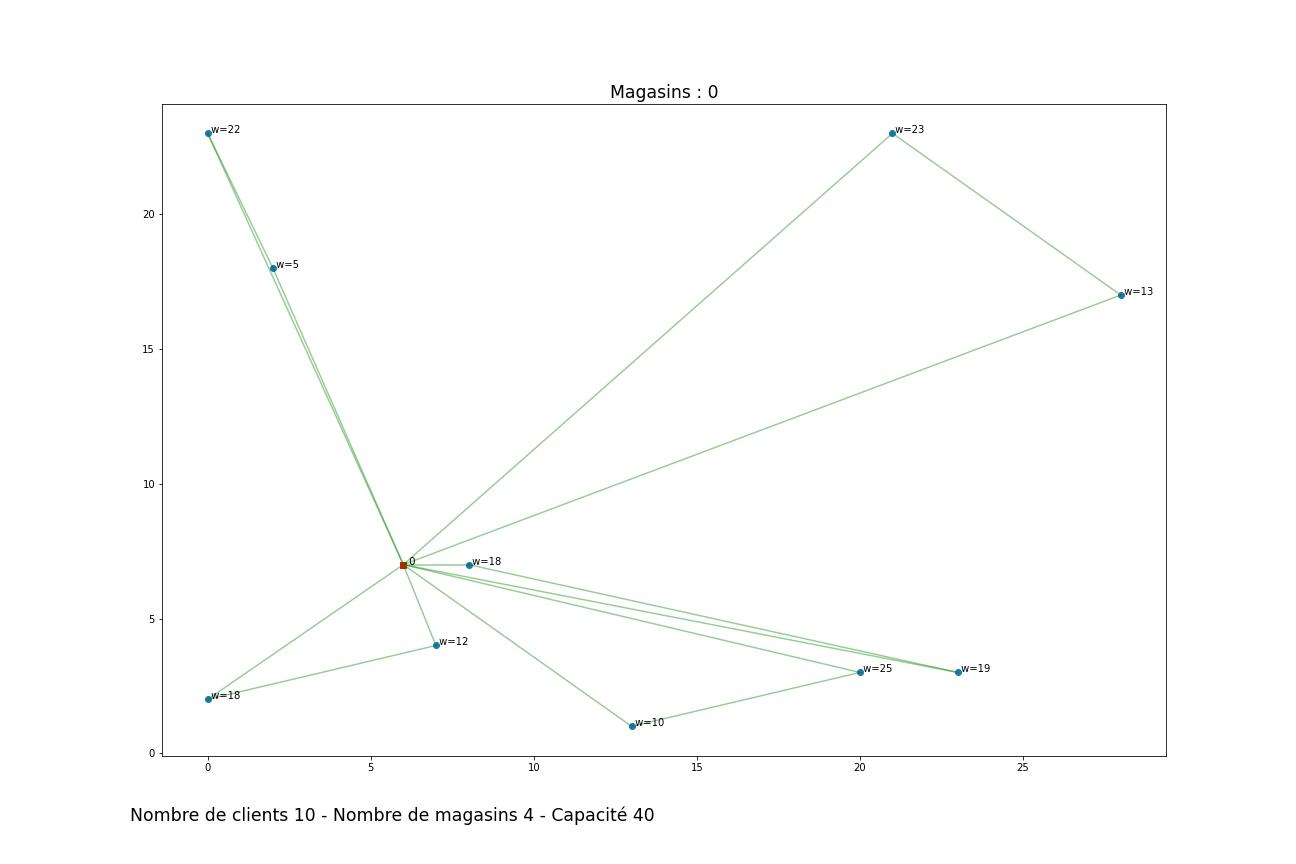 Magasins : 0
w=22
w=23
w=5
20
w=13
15
10
0
w=18
5
w=12
w=25
w=19
w=18
w=10
0
0
5
10
15
20
25
Nombre de clients 10 - Nombre de magasins 4 - Capacité 40